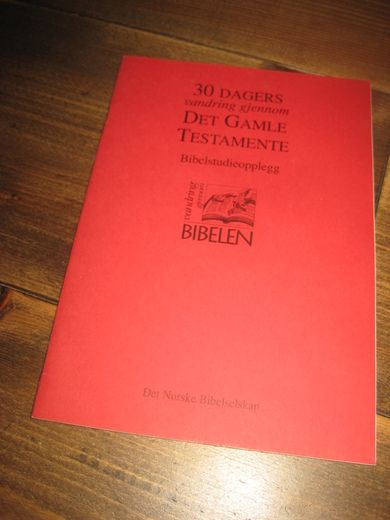 30 DAGERS
vandring gjennom
DET GAMLE
TESTAMENTE
Bibelstudieopplegg
vandring
gjennom
BIBELEN
Det Norske Bibelselskap